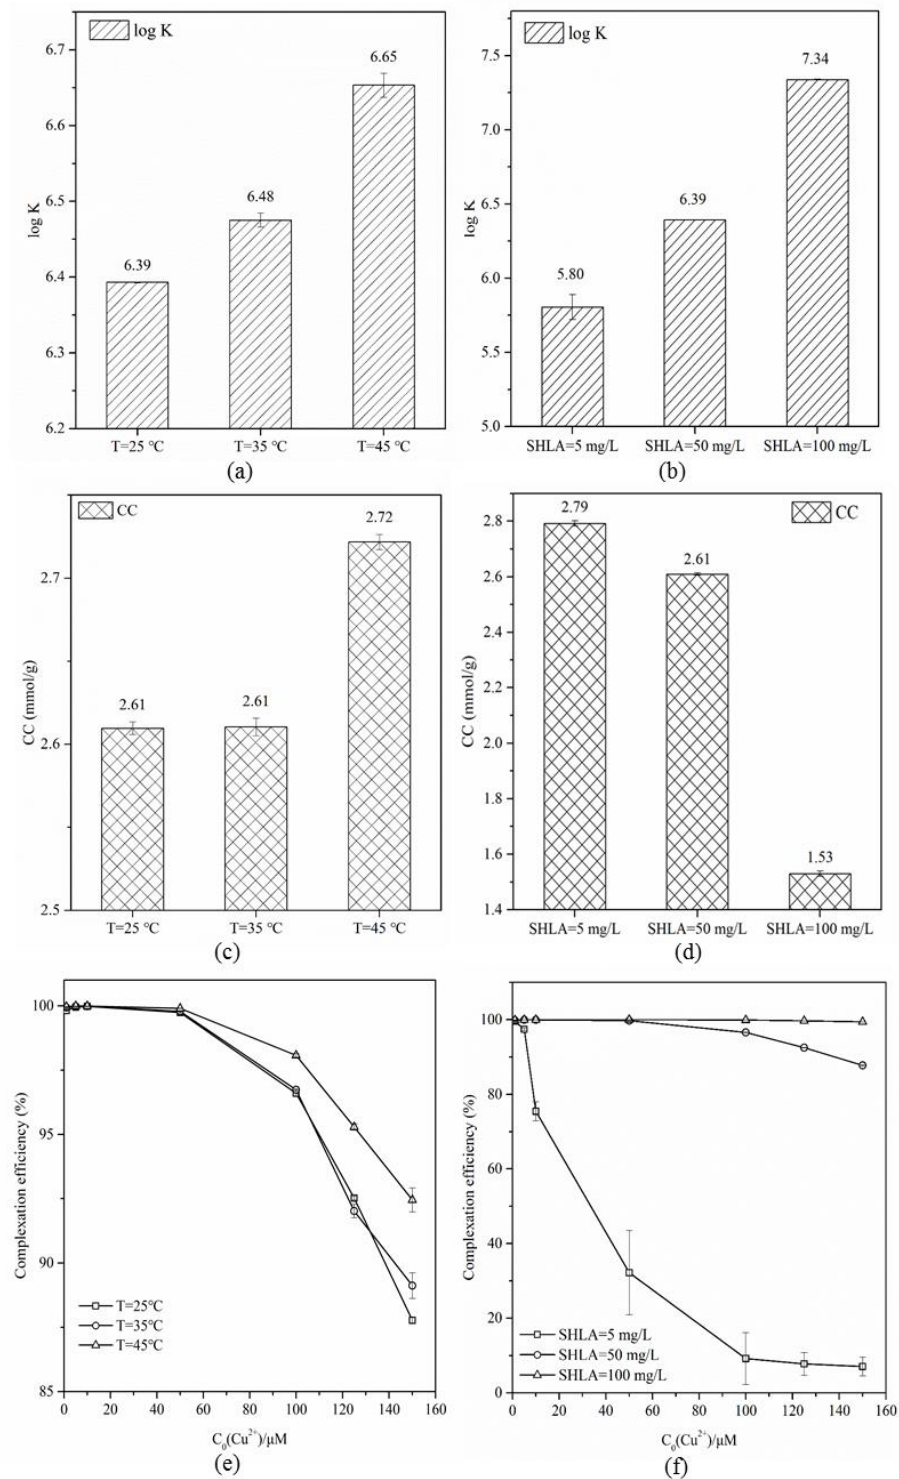 log K
6.7
6.6
6.5
6.4
6.3
6.2
log K
6.39
6.48
6.65
T=25 ℃
T=35 ℃
T=45 ℃
(a)
log K
7.5
7.0
6.5
6.0
5.5
5.0
log K
5.80
6.39
7.34
SHLA=5 mg/L
SHLA=50 mg/L
SHLA=100 mg/L
(b)
CC
2.7
2.6
2.5
CC (mmol/g)
2.61
2.61
2.72
T=25 ℃
T=35 ℃
T=45 ℃
(c)
CC
2.8
2.6
2.4
2.2
2.0
1.8
1.6
1.4
CC (mmol/g)
2.79
2.61
1.53
SHLA=5 mg/L
SHLA=50 mg/L
SHLA=100 mg/L
(d)
100
95
90
85
Complexation efficiency (%)
T=25℃
T=35℃
T=45℃
0 20 40 60 80 100 120 140 160
C₀(Cu²⁺)/μM
(e)
100
80
60
40
20
0
Complexation efficiency (%)
SHLA=5 mg/L
SHLA=50 mg/L
SHLA=100 mg/L
0 20 40 60 80 100 120 140 160
C₀(Cu²⁺)/μM
(f)